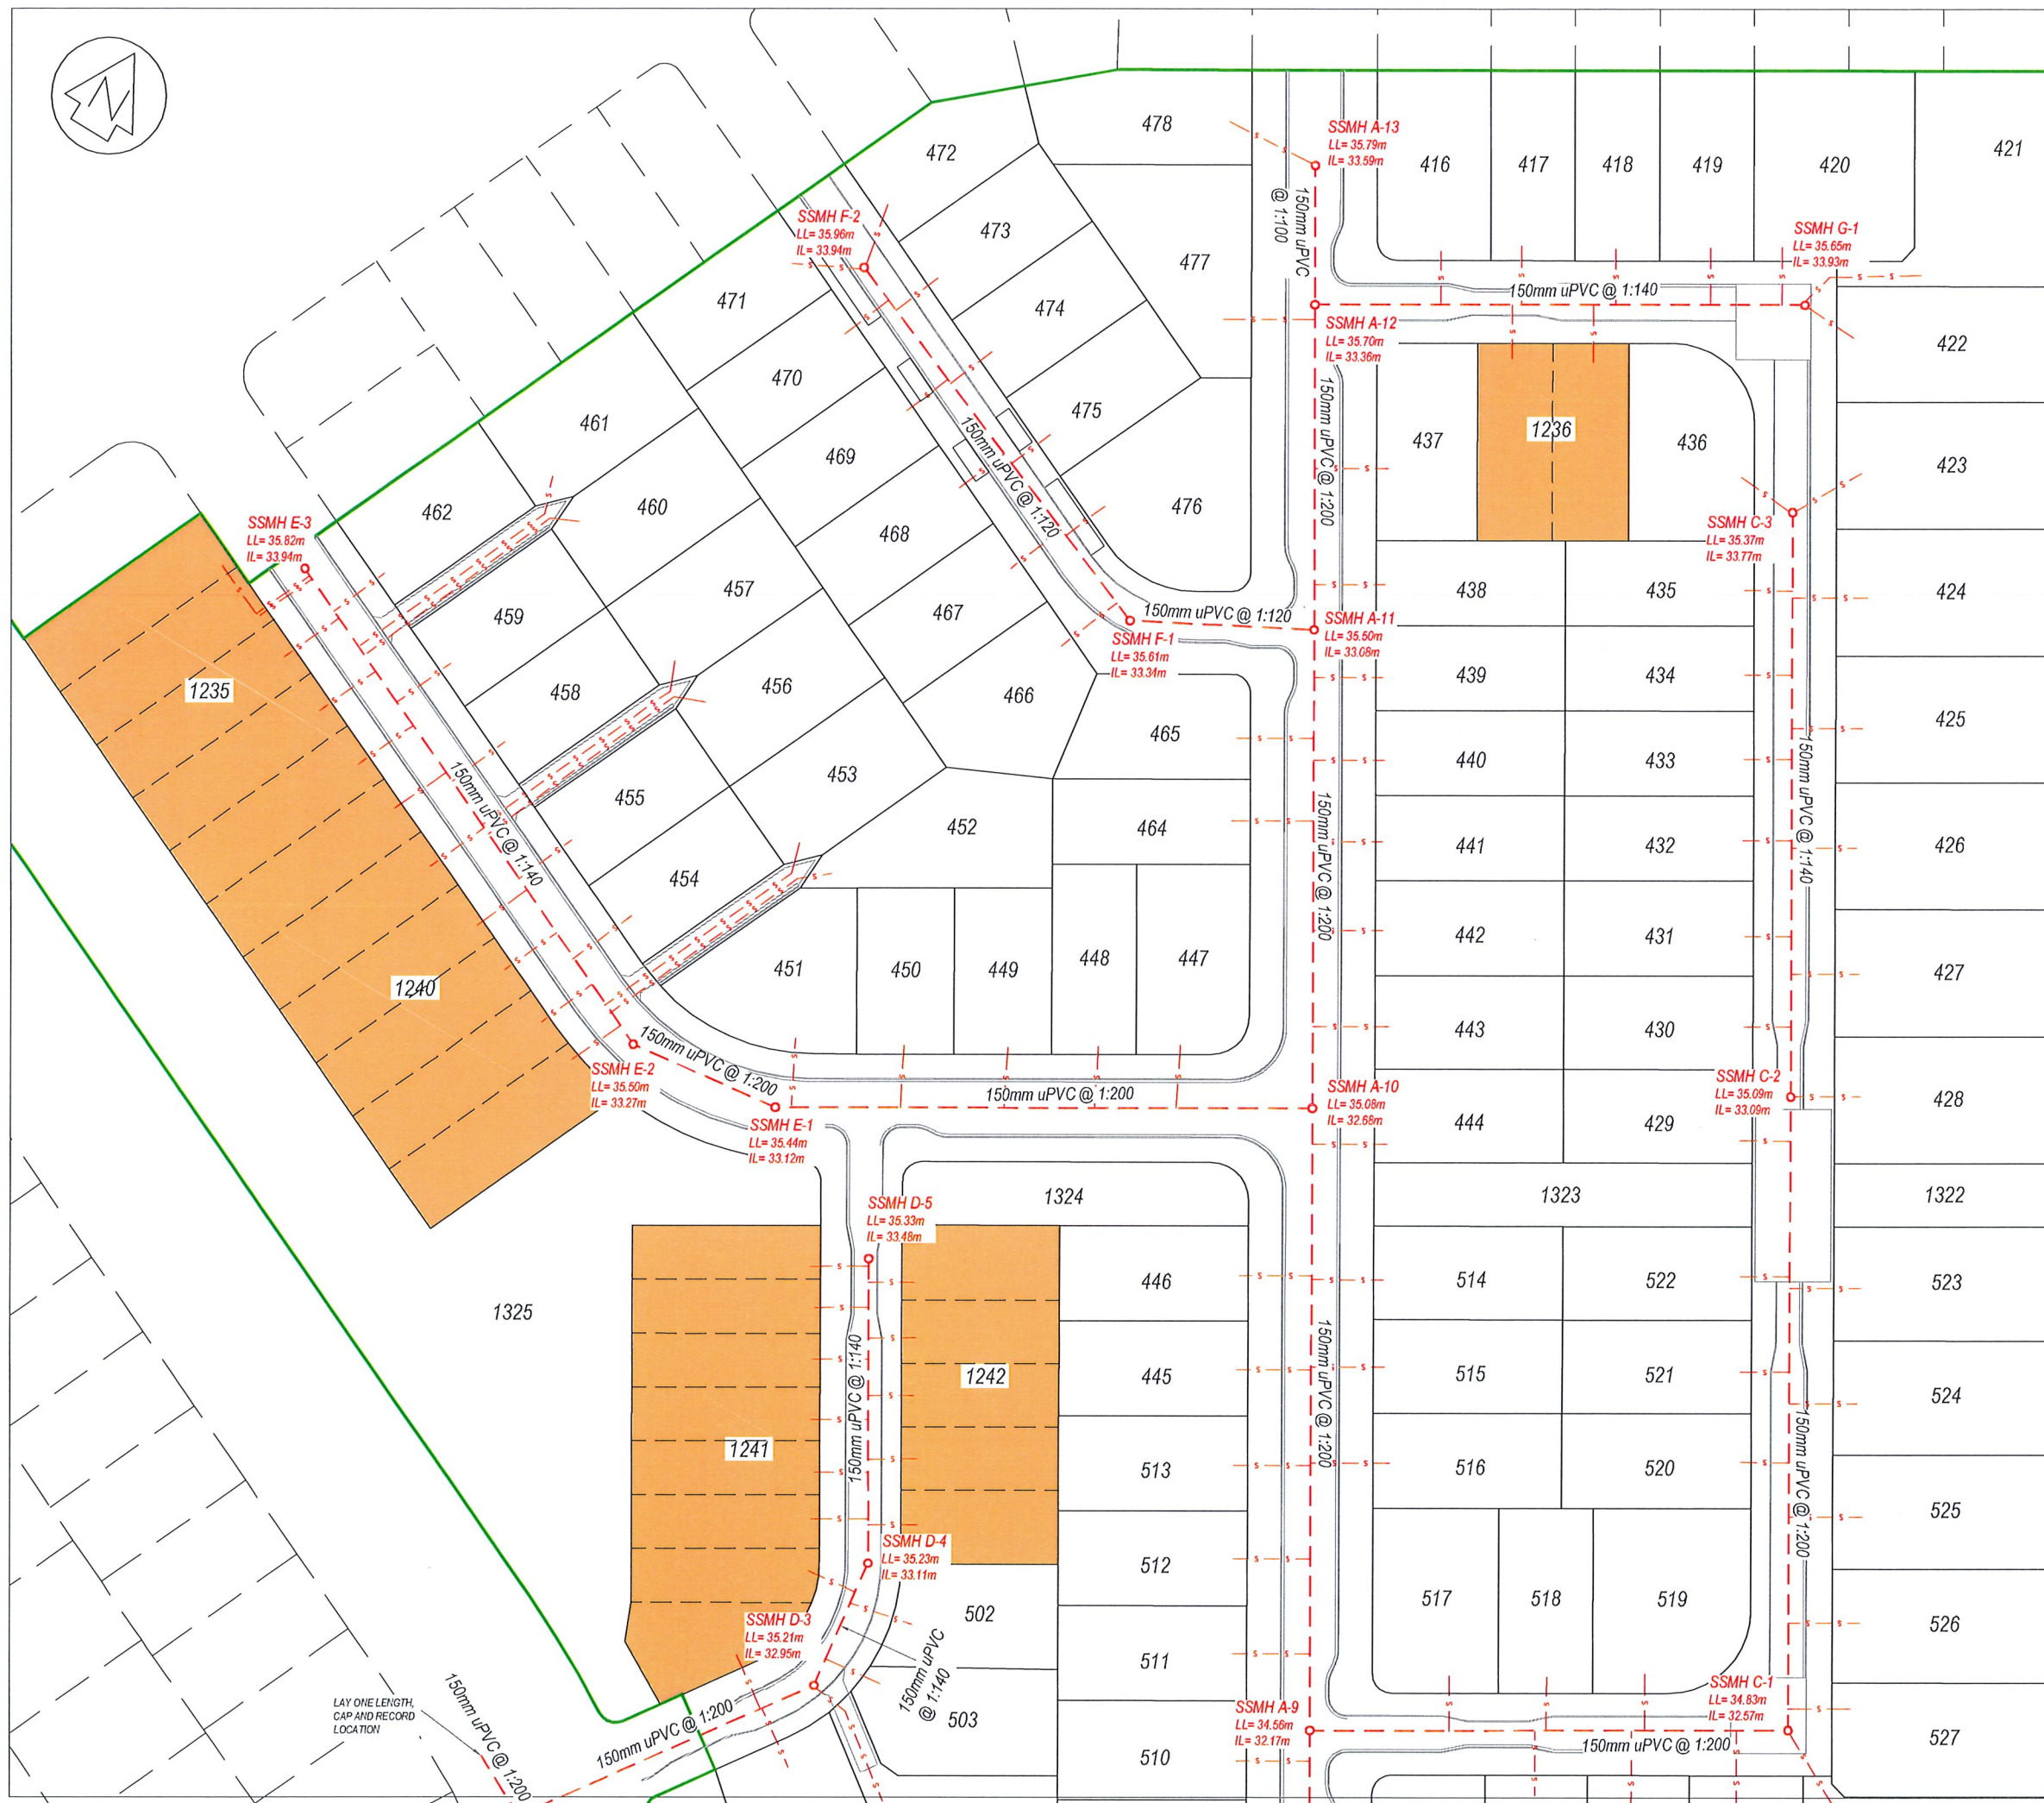 N
478
SSMH A-13
LL= 35.79m
IL= 33.59m
416
417
418
419
420
421
472
150mm uPVC
@ 1:100
SSMH F-2
LL= 35.96m
IL= 33.94m
473
477
SSMH G-1
LL= 35.65m
IL= 33.93m
471
474
150mm uPVC @ 1:140
SSMH A-12
LL= 35.70m
IL= 33.36m
422
470
475
150mm uPVC @ 1:200
437
1236
436
423
461
469
150mm uPVC @ 1:120
462
460
468
476
SSMH E-3
LL= 35.82m
IL= 33.94m
SSMH C-3
LL= 35.37m
IL= 33.77m
459
457
467
150mm uPVC @ 1:120
438
435
424
SSMH F-1
LL= 35.61m
IL= 33.34m
SSMH A-11
LL= 35.50m
IL= 33.08m
1235
458
456
466
465
439
434
425
150mm uPVC @ 1:140
455
453
452
464
150mm uPVC @ 1:200
440
433
150mm uPVC @ 1:140
441
432
426
454
1240
451
450
449
448
447
442
431
427
443
430
SSMH E-2
LL= 35.50m
IL= 33.27m
150mm uPVC @ 1:200
150mm uPVC @ 1:200
SSMH A-10
LL= 35.08m
IL= 32.68m
SSMH C-2
LL= 35.09m
IL= 33.09m
428
SSMH E-1
LL= 35.44m
IL= 33.12m
444
429
SSMH D-5
LL= 35.33m
IL= 33.48m
1324
1323
1322
1325
446
514
522
523
150mm uPVC @ 1:140
1242
445
150mm uPVC @ 1:200
515
521
524
1241
513
516
520
150mm uPVC @ 1:200
525
SSMH D-4
LL= 35.23m
IL= 33.11m
512
517
518
519
502
526
SSMH D-3
LL= 35.21m
IL= 32.95m
511
150mm uPVC
@ 1:140
LAY ONE LENGTH,
CAP AND RECORD
LOCATION
150mm uPVC @ 1:200
150mm uPVC @ 1:200
503
SSMH A-9
LL= 34.56m
IL= 32.17m
SSMH C-1
LL= 34.83m
IL= 32.57m
510
150mm uPVC @ 1:200
527